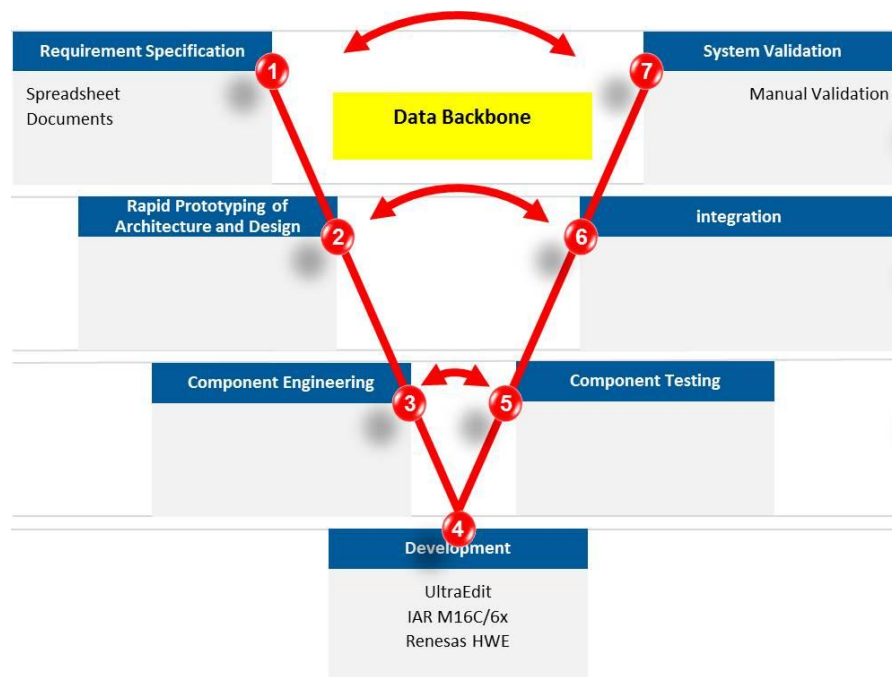 Requirement Specification
1
Spreadsheet
Documents
Data Backbone
7
System Validation
Manual Validation
Rapid Prototyping of
Architecture and Design
2
6
integration
Component Engineering
3
5
Component Testing
4
Development
UltraEdit
IAR M16C/6x
Renesas HWE